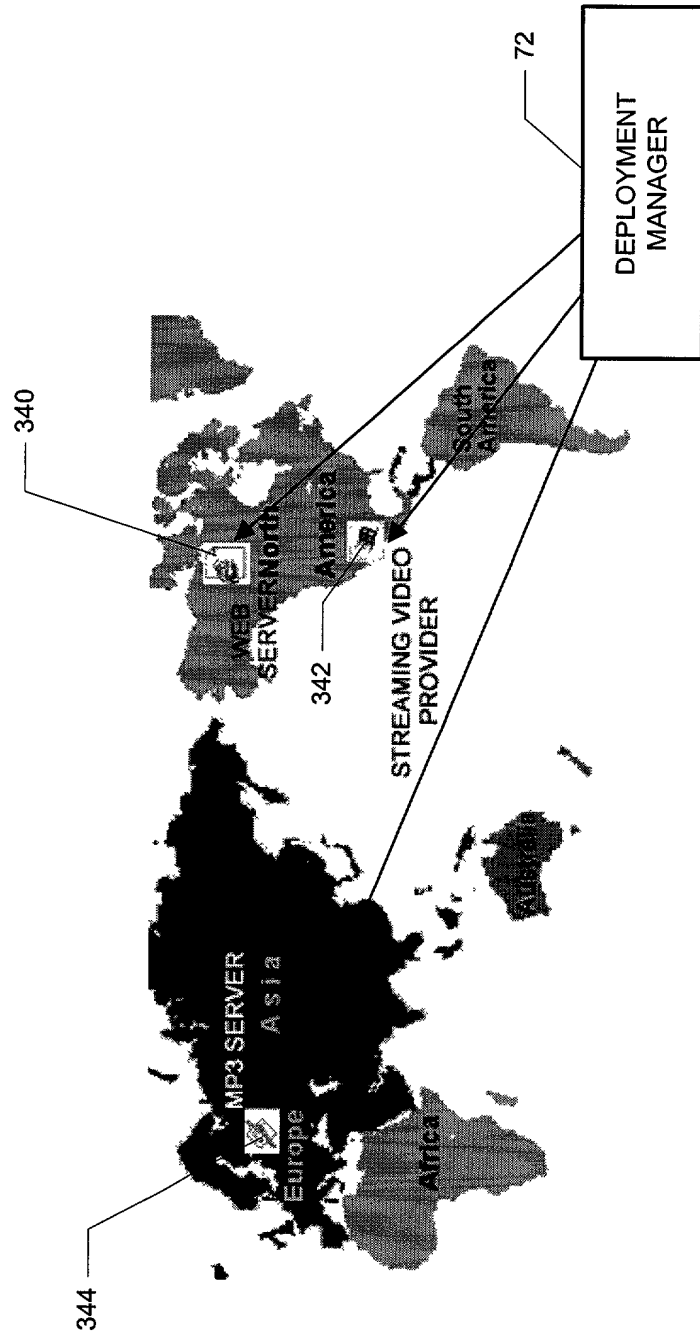 344
MP3 SERVER
Asia
Europe
Africa
Australia
340
WEB
SERVER
North
America
342
STREAMING VIDEO
PROVIDER
South
America
72
DEPLOYMENT
MANAGER